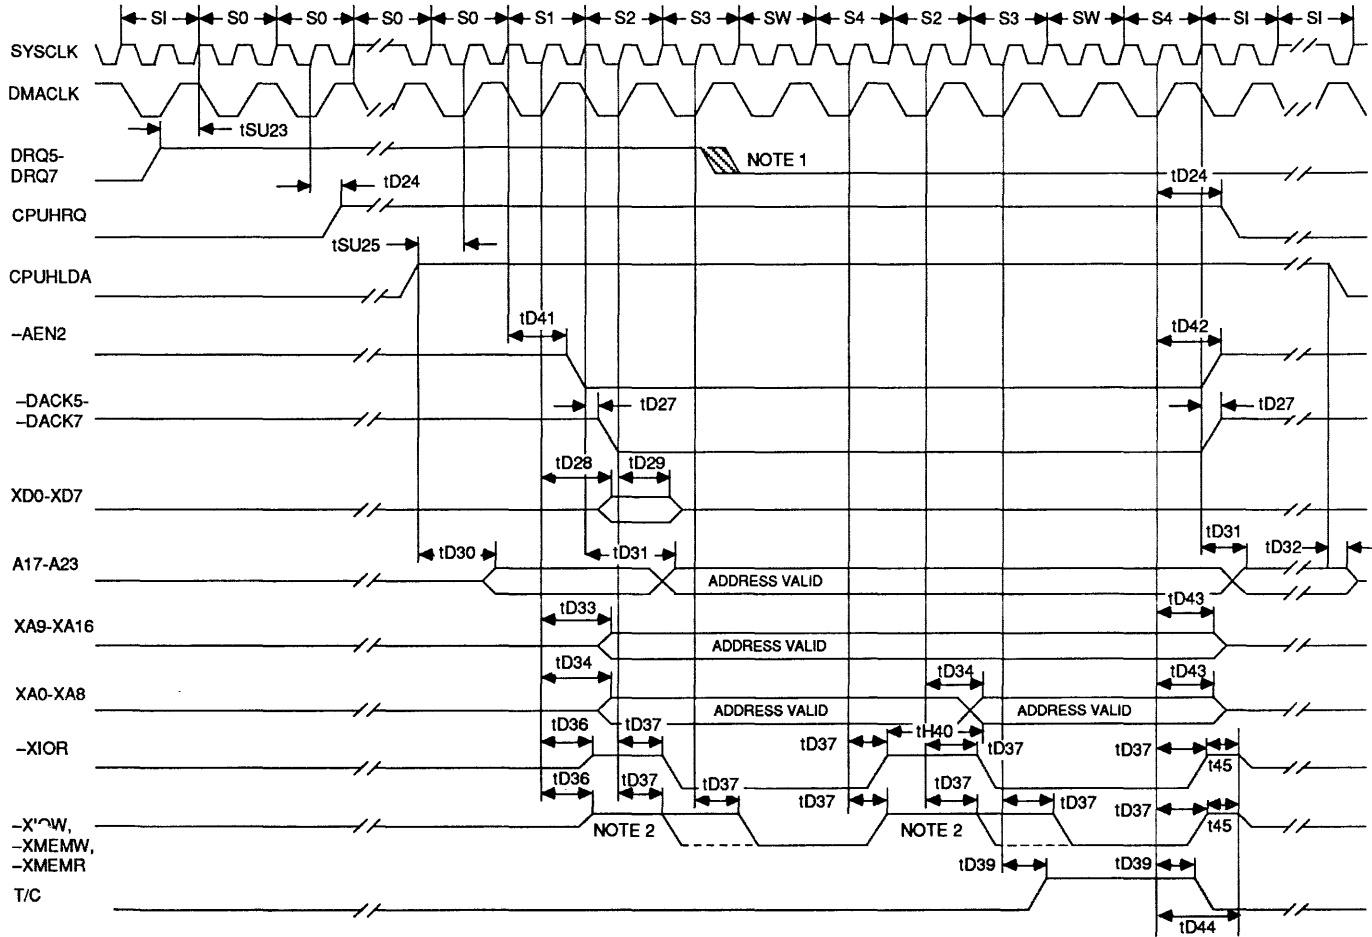 SI S0 S0 S0 S0 S1 S2 S3 SW S4 S2 S3 SW S4 SI SI
SYSCLK
DMACLK
tSU23
DRQ5-
DRQ7
NOTE 1
tD24 tD24
CPUHRQ
tSU25
CPUHLDA
tD41 tD42
–AEN2
–DACK5-
–DACK7
tD27 tD27
tD28 tD29
XD0-XD7
tD30 tD31 tD31 tD32
A17-A23
ADDRESS VALID
tD33 tD43
XA9-XA16
ADDRESS VALID
tD34 tD34 tD43
XA0-XA8
ADDRESS VALID ADDRESS VALID
tD36 tD37 tD37 tH40 tD37 tD37 t45
–XIOR
tD36 tD37 tD37 tD37 tD37 tD37 tD37 t45
–XIOW,
–XMEMW,
–XMEMR
NOTE 2 NOTE 2
tD39 tD39
T/C
tD44